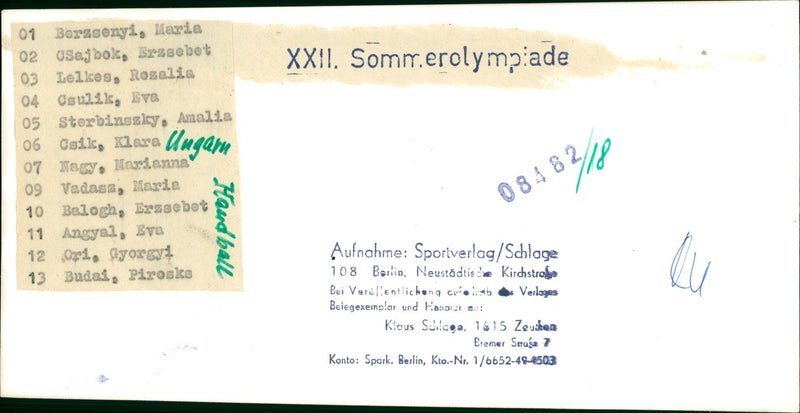 01 Berzsenyi, Maria
02 CSajbok, Erzsebet
03 Lelkes, Rozalia
04 Csulik, Eva
05 Sterbinszky, Amalia
06 Csik, Klara
07 Nagy, Marianna
09 Vadasz, Maria
10 Balogh, Erzsebet
11 Angyal, Eva
12 Ori, Gyorgyi
13 Budai, Piroska
Ungarn
Handball
XXII. Sommerolympiade
08482/18
Aufnahme: Sportverlag/Schlage
108 Berlin, Neustädtische Kirchstraße
Bei Veröffentlichung außerhalb des Verlages
Belegexemplar und Honorar an:
Klaus Schlage, 1615 Zeuthen
Bremer Straße 7
Konto: Spark. Berlin, Kto.-Nr. 1/6652-49-4503